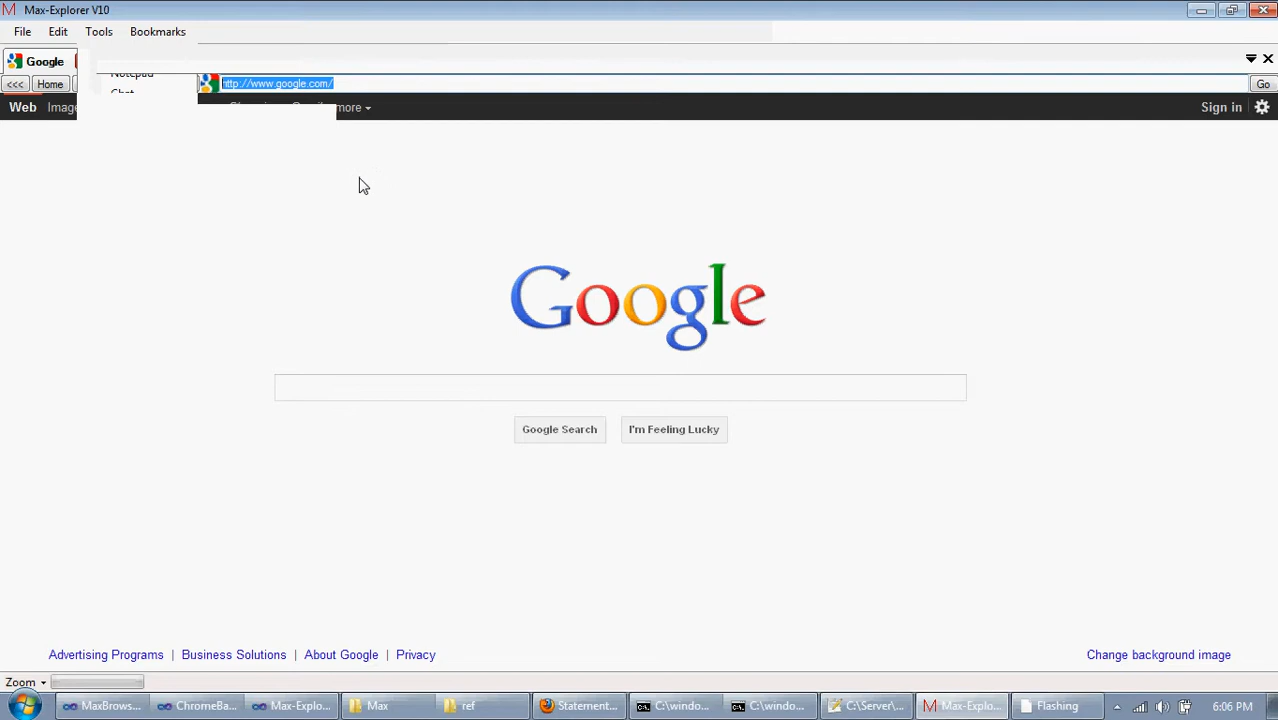 Max-Explorer V10
File Edit Tools Bookmarks
Google
Notepad
<<< Home http://www.google.com/ Go
Chat
Web more Sign in
Google
Google Search I'm Feeling Lucky
Advertising Programs | Business Solutions | About Google | Privacy Change background image
Zoom
MaxBrows... ChromeBa... Max-Explo... Max ref Statement... C:\windo... C:\windo... C:\Server\... Max-Explo... Flashing 6:06 PM